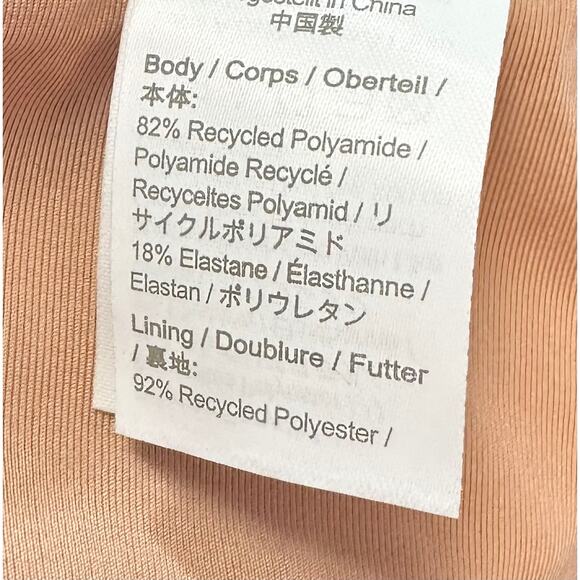 in China
中国製
Body / Corps / Oberteil /
本体:
82% Recycled Polyamide /
Polyamide Recyclé /
Recyceltes Polyamid / リ
サイクルポリアミド
18% Elastane / Élasthanne /
Elastan / ポリウレタン
Lining / Doublure / Futter
/ 裏地:
92% Recycled Polyester /